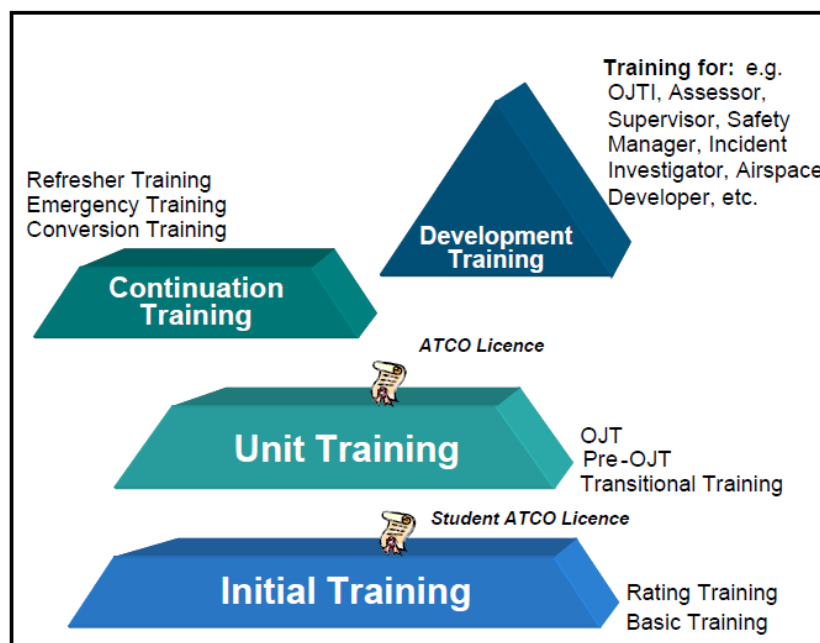 Training for: e.g.
OJTI, Assessor,
Supervisor, Safety
Manager, Incident
Investigator, Airspace
Developer, etc.
Development
Training
Refresher Training
Emergency Training
Conversion Training
Continuation
Training
ATCO Licence
Unit Training
OJT
Pre-OJT
Transitional Training
Student ATCO Licence
Initial Training
Rating Training
Basic Training